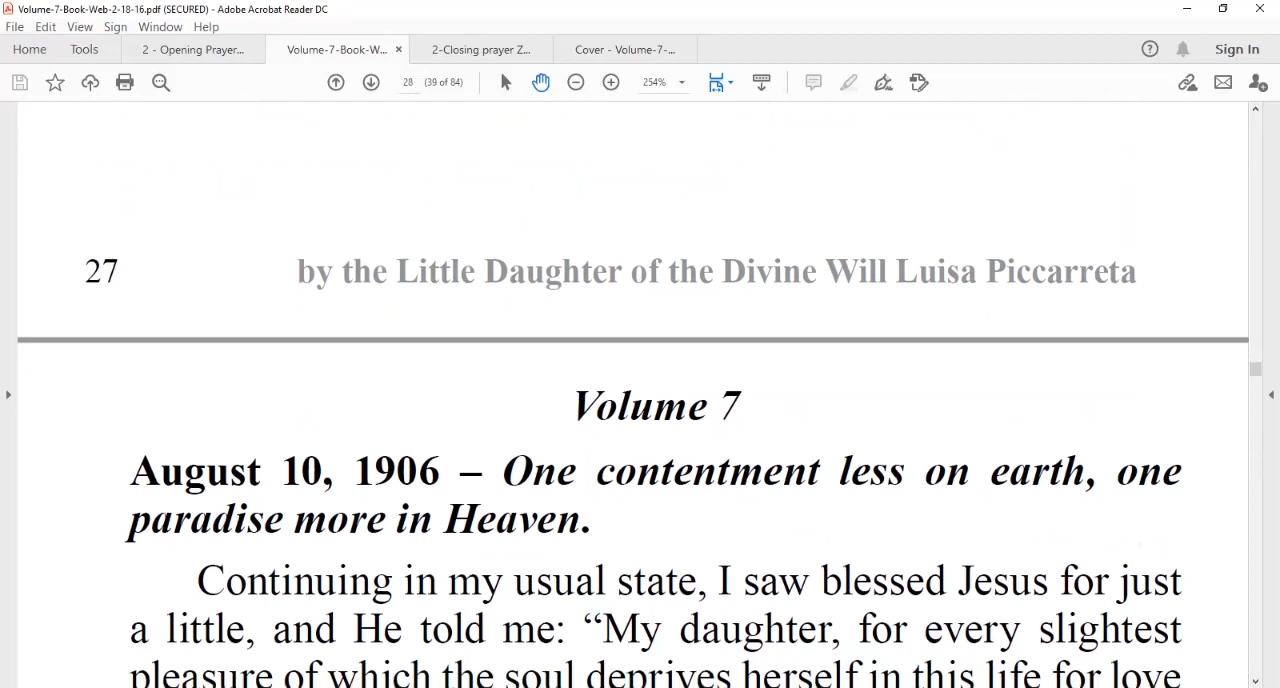 Volume-7-Book-Web-2-18-16.pdf (SECURED) - Adobe Acrobat Reader DC
File Edit View Sign Window Help
Home Tools 2 - Opening Prayer... Volume-7-Book-W... × 2-Closing prayer Z... Cover - Volume-7-... Sign In
28 (39 of 84) 254%
27 by the Little Daughter of the Divine Will Luisa Piccarreta
Volume 7
August 10, 1906 – One contentment less on earth, one
paradise more in Heaven.
Continuing in my usual state, I saw blessed Jesus for just
a little, and He told me: “My daughter, for every slightest
pleasure of which the soul deprives herself in this life for love